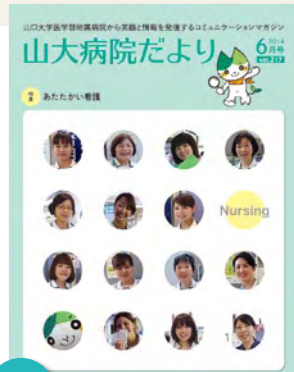 山口大学医学部附属病院から笑顔と情報を発信するコミュニケーションマガジン
山大病院だより
2014
6月号
vol.217
特集
あたたかい看護
Nursing